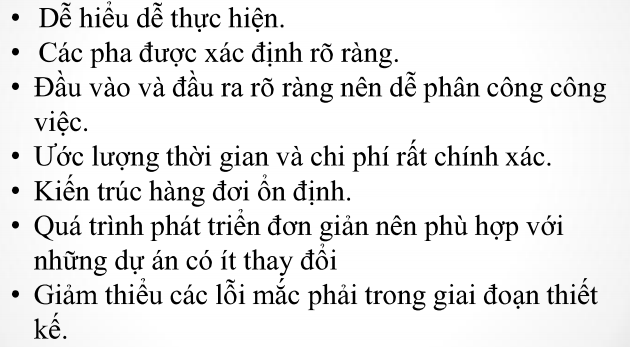 • Dễ hiểu dễ thực hiện.
• Các pha được xác định rõ ràng.
• Đầu vào và đầu ra rõ ràng nên dễ phân công công
việc.
• Ước lượng thời gian và chi phí rất chính xác.
• Kiến trúc hàng đơi ổn định.
• Quá trình phát triển đơn giản nên phù hợp với
những dự án có ít thay đổi
• Giảm thiểu các lỗi mắc phải trong giai đoạn thiết
kế.